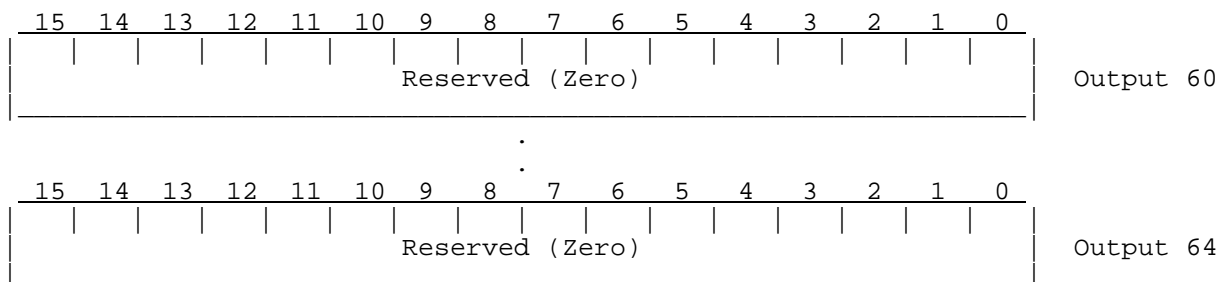 15 14 13 12 11 10 9 8 7 6 5 4 3 2 1 0
Reserved (Zero) Output 60
.
.
15 14 13 12 11 10 9 8 7 6 5 4 3 2 1 0
Reserved (Zero) Output 64